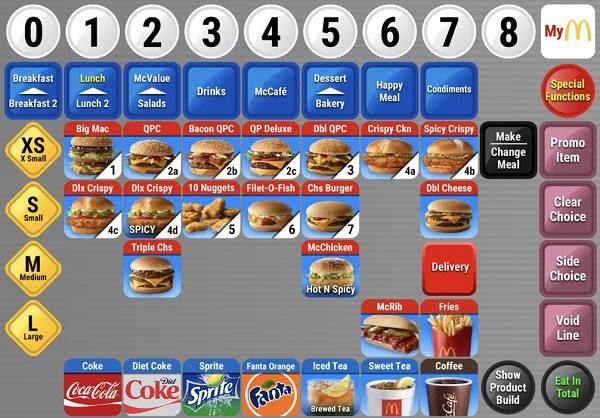 0 1 2 3 4 5 6 7 8 My
Breakfast
Breakfast 2
Lunch
Lunch 2
McValue
Salads
Drinks
McCafé
Dessert
Bakery
Happy
Meal
Condiments
Special
Functions
XS
X Small
Big Mac
1
QPC
2a
Bacon QPC
2b
QP Deluxe
2c
Dbl QPC
3
Crispy Ckn
4a
Spicy Crispy
4b
Make
Change
Meal
Promo
Item
S
Small
Dlx Crispy
4c
Dlx Crispy
SPICY 4d
10 Nuggets
5
Filet-O-Fish
6
Chs Burger
7
Dbl Cheese
Clear
Choice
M
Medium
Triple Chs
McChicken
Hot N Spicy
Delivery
Side
Choice
L
Large
McRib
Fries
Void
Line
Coke
Coca-Cola
Diet Coke
Diet
Coke
Sprite
Sprite
Fanta Orange
Fanta
Iced Tea
Brewed Tea
Sweet Tea
Coffee
McCafé
Show
Product
Build
Eat In
Total